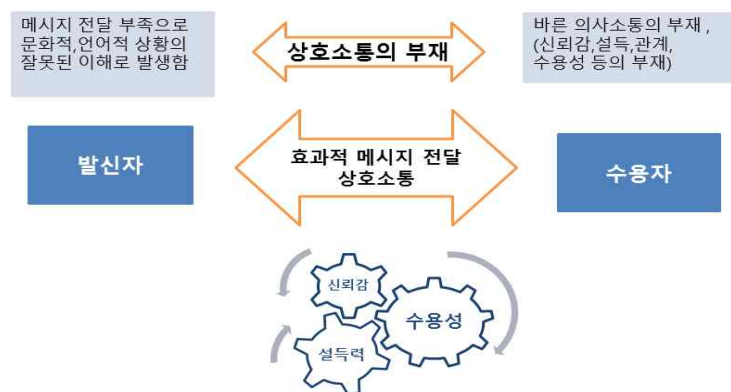 메시지 전달 부족으로
문화적,언어적 상황의
잘못된 이해로 발생함
상호소통의 부재
바른 의사소통의 부재 ,
(신뢰감,설득,관계,
수용성 등의 부재)
발신자
효과적 메시지 전달
상호소통
수용자
신뢰감
수용성
설득력